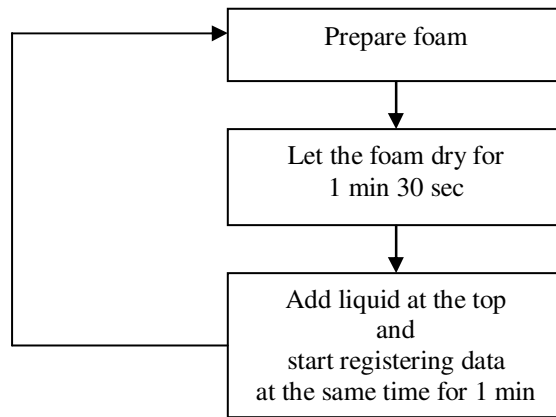 Prepare foam
Let the foam dry for
1 min 30 sec
Add liquid at the top
and
start registering data
at the same time for 1 min